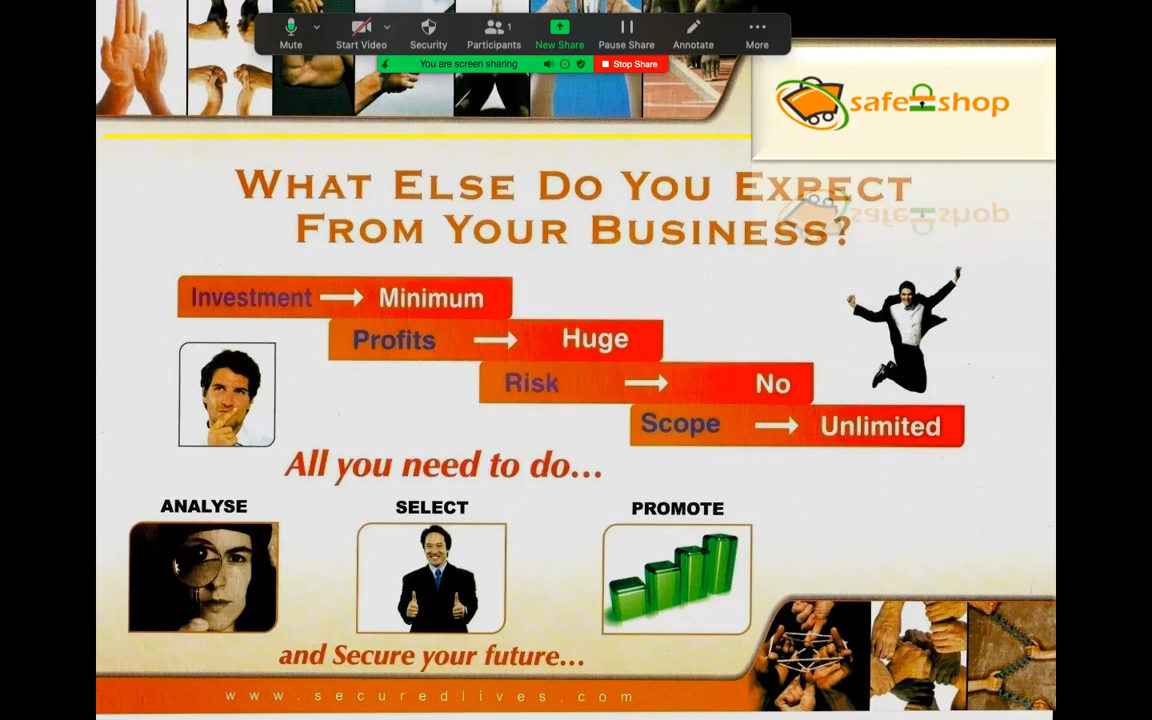 Mute
Start Video
Security
Participants
1
New Share
Pause Share
Annotate
More
You are screen sharing
Stop Share
safe shop
WHAT ELSE DO YOU EXPECT
FROM YOUR BUSINESS?
safe shop
Investment → Minimum
Profits → Huge
Risk → No
Scope → Unlimited
All you need to do...
ANALYSE
SELECT
PROMOTE
and Secure your future...
www.securedlives.com